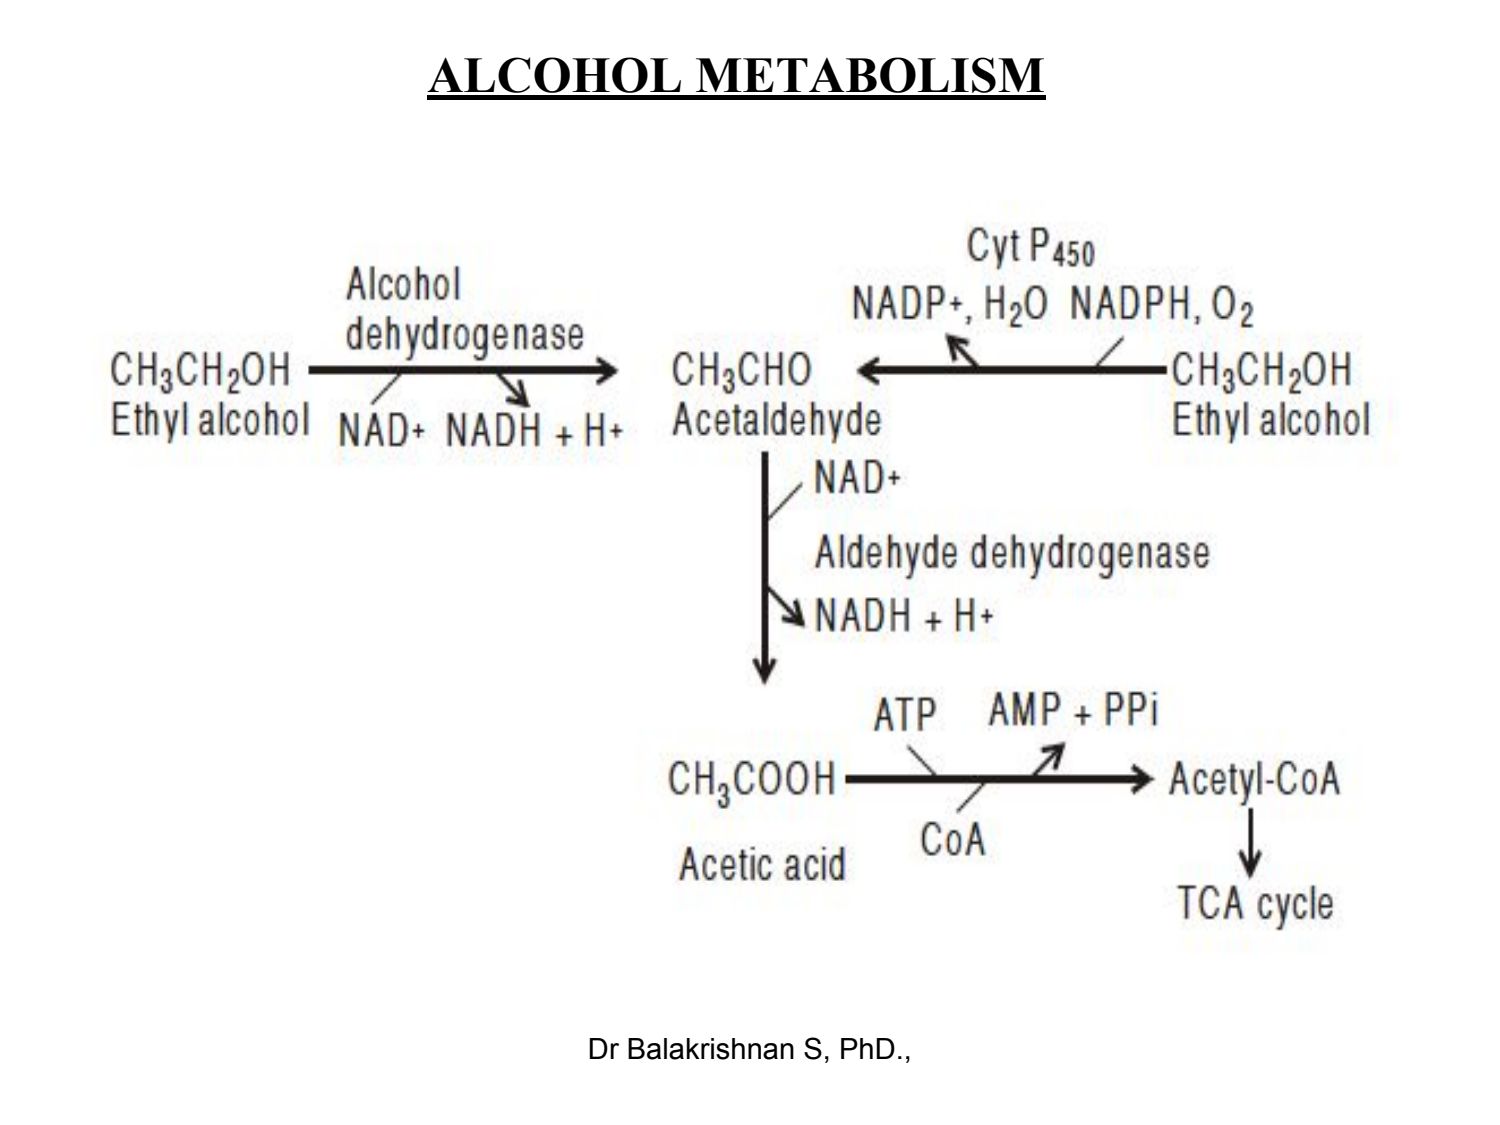 ALCOHOL METABOLISM
Alcohol
dehydrogenase
CH₃CH₂OH
Ethyl alcohol
NAD+ NADH + H+
CH₃CHO
Acetaldehyde
Cyt P₄₅₀
NADP+, H₂O NADPH, O₂
CH₃CH₂OH
Ethyl alcohol
NAD+
Aldehyde dehydrogenase
NADH + H+
ATP AMP + PPi
CH₃COOH
Acetic acid
CoA
Acetyl-CoA
TCA cycle
Dr Balakrishnan S, PhD.,